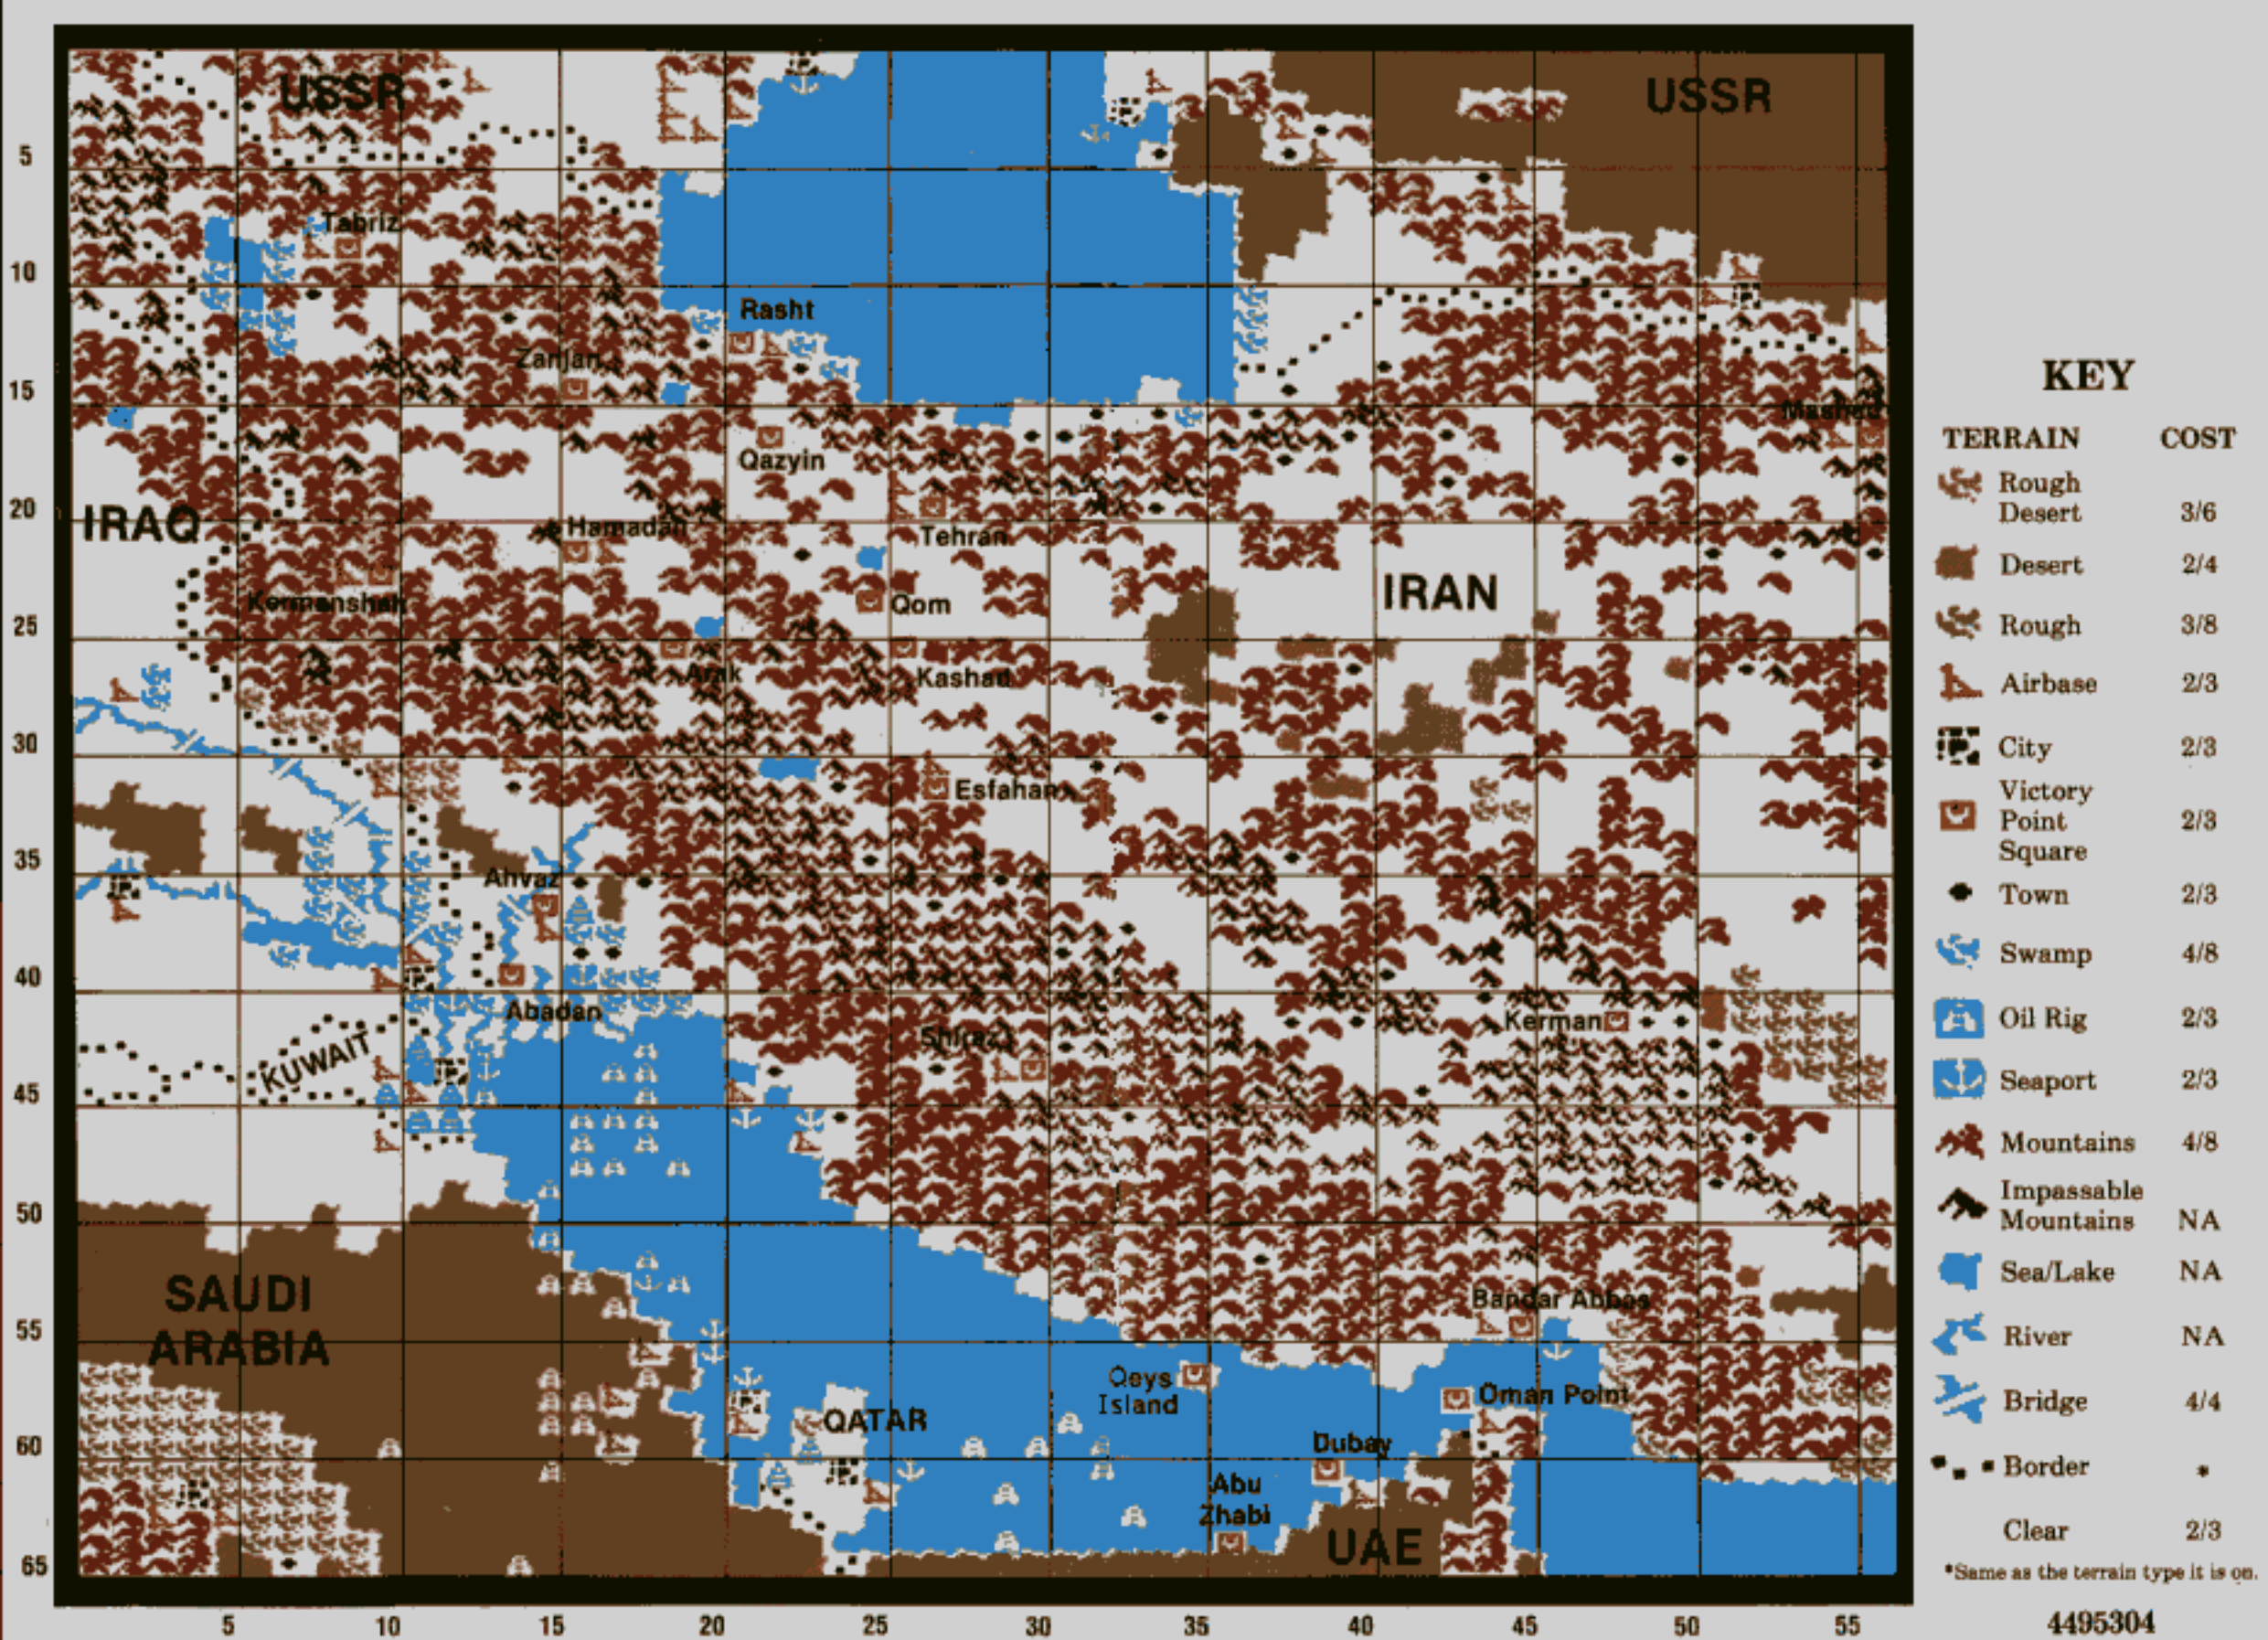 USSR
USSR
5
Tabriz
10
Rasht
Zanjan
15
Mashad
Qazyin
20
IRAQ
Hamadan
Tehran
IRAN
Kermanshah
Qom
25
Arak
Kashad
30
Esfahan
35
Ahvaz
40
Abadan
Shiraz
Kerman
KUWAIT
45
50
SAUDI
ARABIA
Bandar Abbas
55
Qeys
Island
Oman Point
QATAR
60
Dubay
Abu
Zhabi
UAE
65
5 10 15 20 25 30 35 40 45 50 55
KEY
TERRAIN COST
Rough
Desert 3/6
Desert 2/4
Rough 3/8
Airbase 2/3
City 2/3
Victory
Point 2/3
Square
Town 2/3
Swamp 4/8
Oil Rig 2/3
Seaport 2/3
Mountains 4/8
Impassable
Mountains NA
Sea/Lake NA
River NA
Bridge 4/4
Border *
Clear 2/3
*Same as the terrain type it is on.
4495304